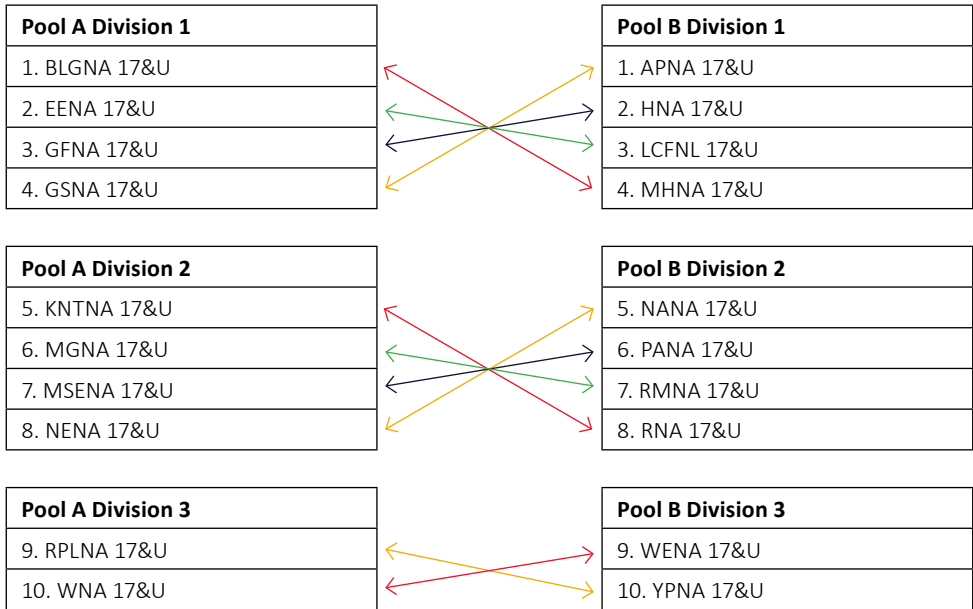 Pool A Division 1
1. BLGNA 17&U
2. EENA 17&U
3. GFNA 17&U
4. GSNA 17&U
Pool B Division 1
1. APNA 17&U
2. HNA 17&U
3. LCFNL 17&U
4. MHNA 17&U
Pool A Division 2
5. KNTNA 17&U
6. MGNA 17&U
7. MSENA 17&U
8. NENA 17&U
Pool B Division 2
5. NANA 17&U
6. PANA 17&U
7. RMNA 17&U
8. RNA 17&U
Pool A Division 3
9. RPLNA 17&U
10. WNA 17&U
Pool B Division 3
9. WENA 17&U
10. YPNA 17&U